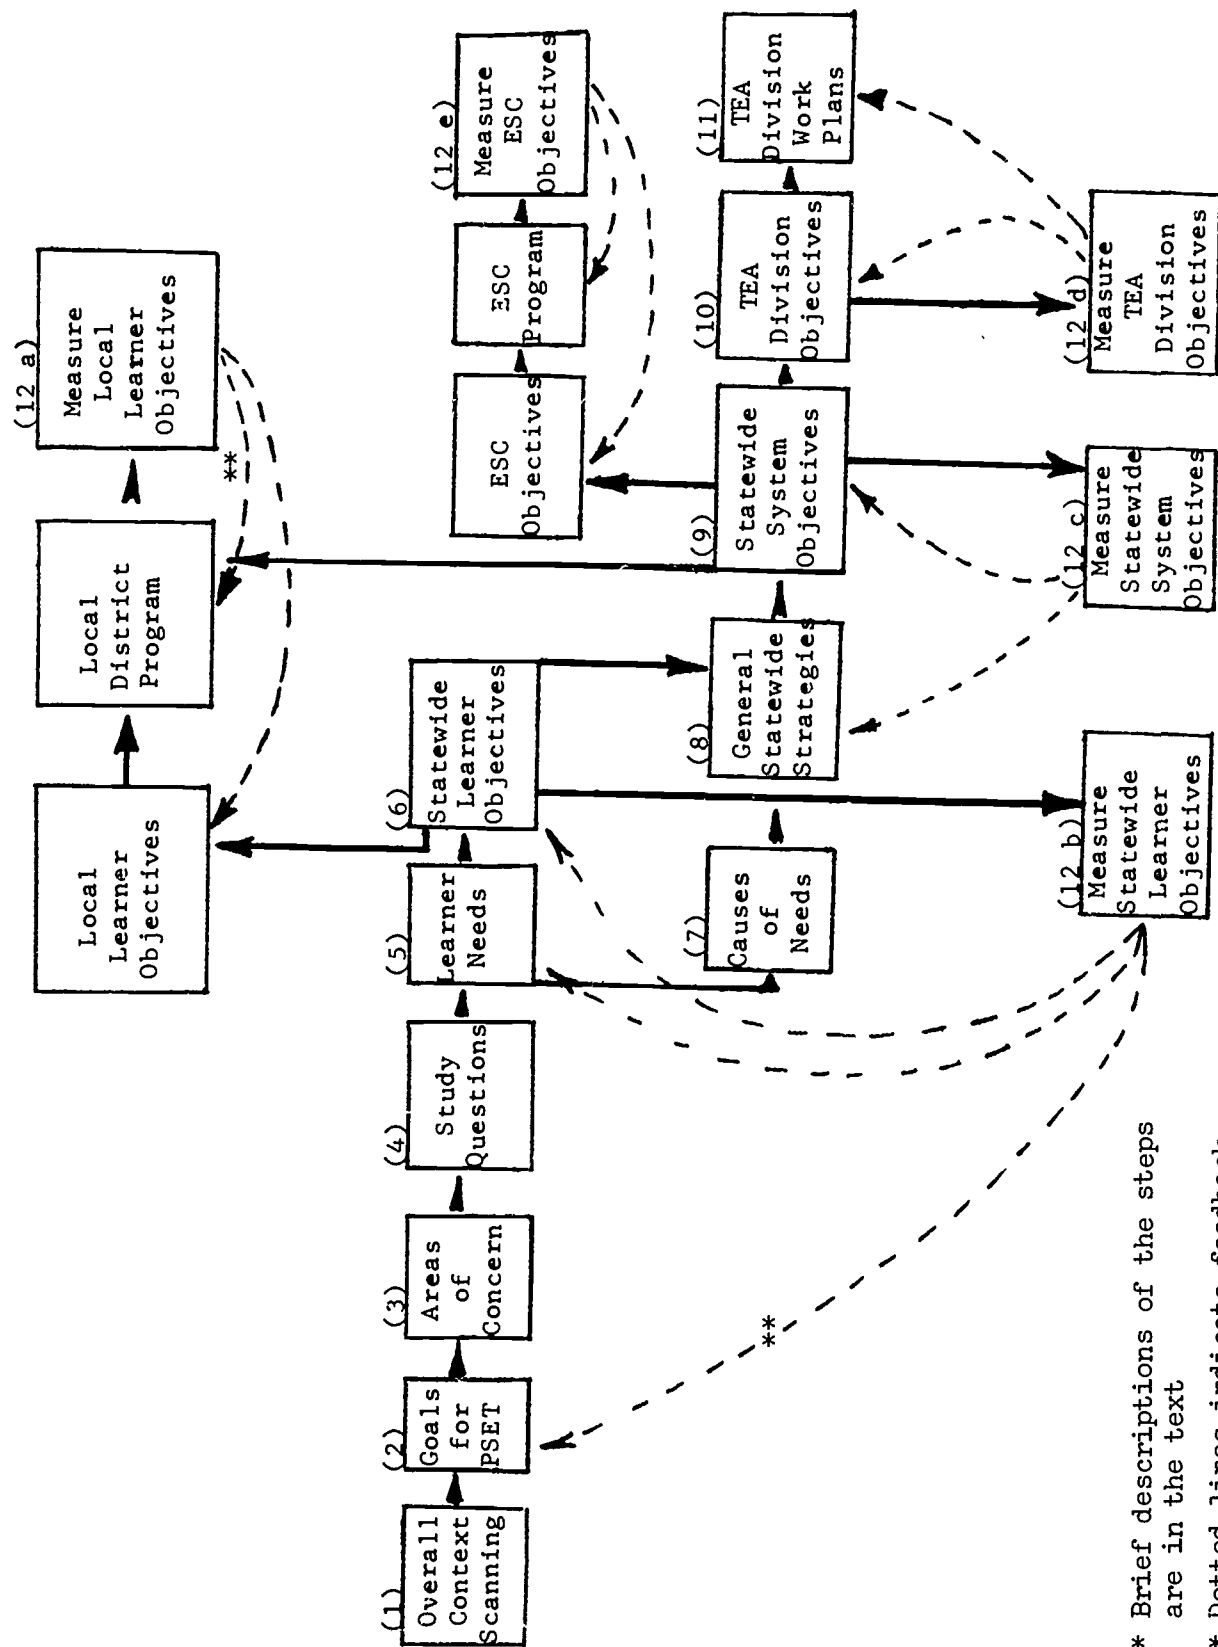 (12 a)
Local
Learner
Objectives
Local
District
Program
Measure
Local
Learner
Objectives
**
(1)
Overall
Context
Scanning
(2)
Goals
for
PSET
(3)
Areas
of
Concern
(4)
Study
Questions
(5)
Learner
Needs
(6)
Statewide
Learner
Objectives
ESC
Objectives
ESC
Program
(12 e)
Measure
ESC
Objectives
(7)
Causes
of
Needs
(8)
General
Statewide
Strategies
(9)
Statewide
System
Objectives
(10)
TEA
Division
Objectives
(11)
TEA
Division
Work
Plans
**
(12 b)
Measure
Statewide
Learner
Objectives
(12 c)
Measure
Statewide
System
Objectives
(12 d)
Measure
TEA
Division
Objectives
* Brief descriptions of the steps
are in the text
* Dotted lines indicate feedback